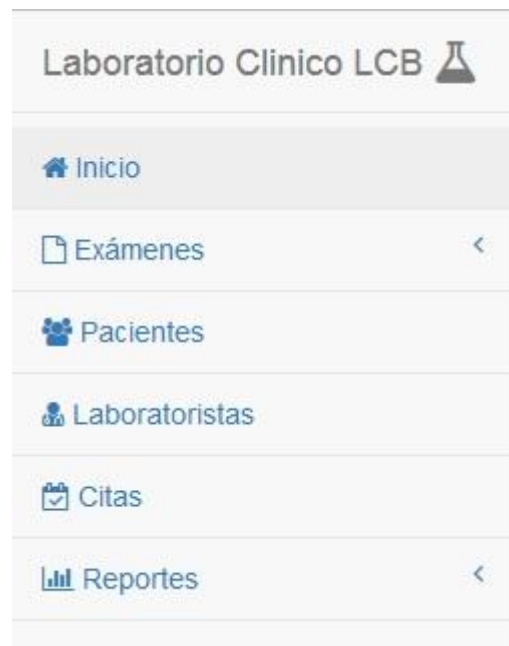 Laboratorio Clinico LCB
Inicio
Exámenes
Pacientes
Laboratoristas
Citas
Reportes